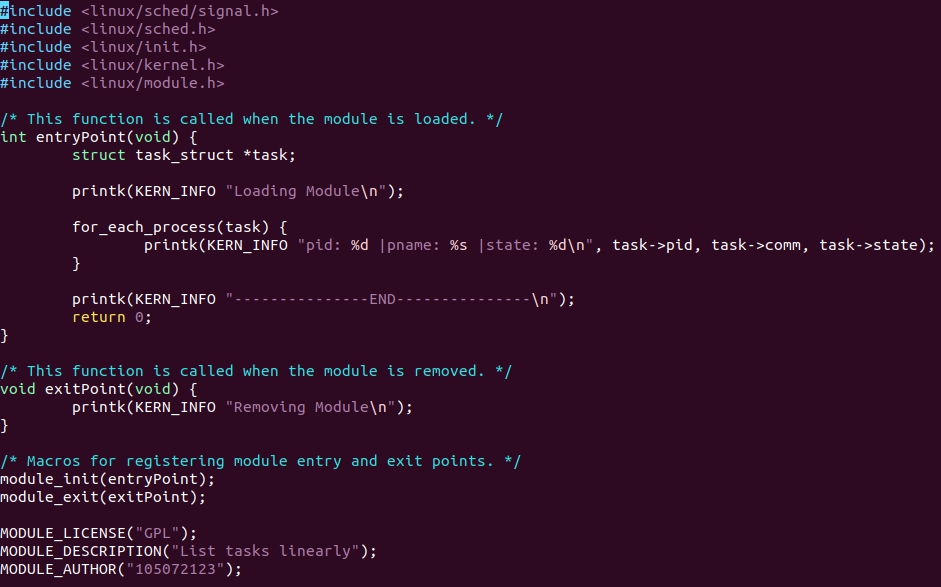 #include <linux/sched/signal.h>
#include <linux/sched.h>
#include <linux/init.h>
#include <linux/kernel.h>
#include <linux/module.h>

/* This function is called when the module is loaded. */
int entryPoint(void) {
        struct task_struct *task;

        printk(KERN_INFO "Loading Module\n");

        for_each_process(task) {
                printk(KERN_INFO "pid: %d |pname: %s |state: %d\n", task->pid, task->comm, task->state);
        }

        printk(KERN_INFO "---------------END---------------\n");
        return 0;
}

/* This function is called when the module is removed. */
void exitPoint(void) {
        printk(KERN_INFO "Removing Module\n");
}

/* Macros for registering module entry and exit points. */
module_init(entryPoint);
module_exit(exitPoint);

MODULE_LICENSE("GPL");
MODULE_DESCRIPTION("List tasks linearly");
MODULE_AUTHOR("105072123");